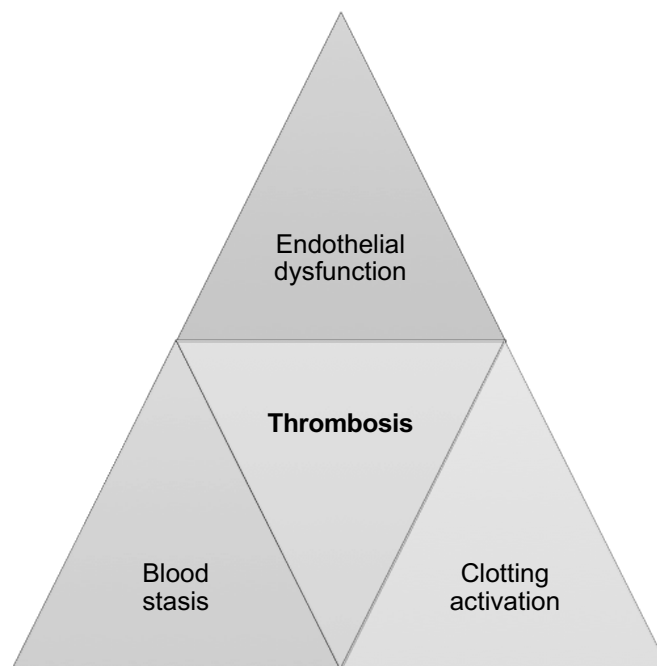 Endothelial
dysfunction
Thrombosis
Blood
stasis
Clotting
activation